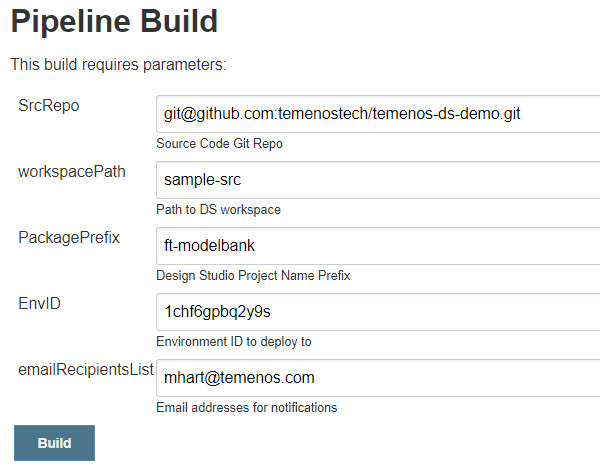 Pipeline Build
This build requires parameters:
SrcRepo
git@github.com:temenostech/temenos-ds-demo.git
Source Code Git Repo
workspacePath
sample-src
Path to DS workspace
PackagePrefix
ft-modelbank
Design Studio Project Name Prefix
EnvID
1chf6gpbq2y9s
Environment ID to deploy to
emailRecipientsList
mhart@temenos.com
Email addresses for notifications
Build